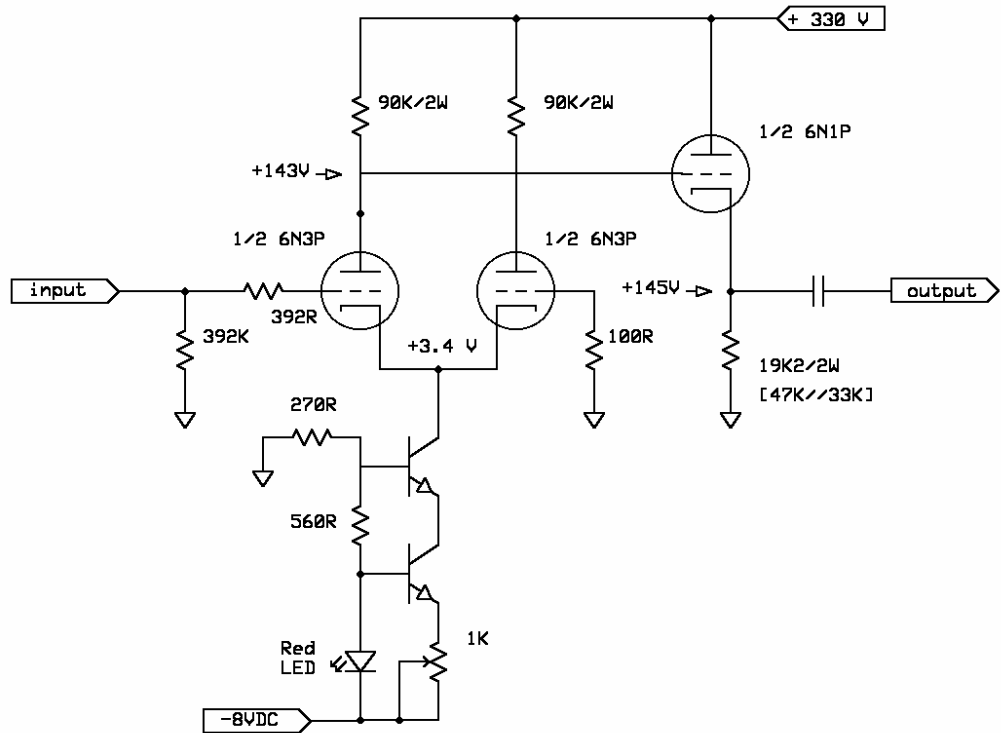 + 330 V
90K/2W
90K/2W
1/2 6N1P
+143V
1/2 6N3P
1/2 6N3P
input
+145V
output
392R
392K
+3.4 V
100R
19K2/2W
[47K//33K]
270R
560R
1K
Red
LED
-8VDC